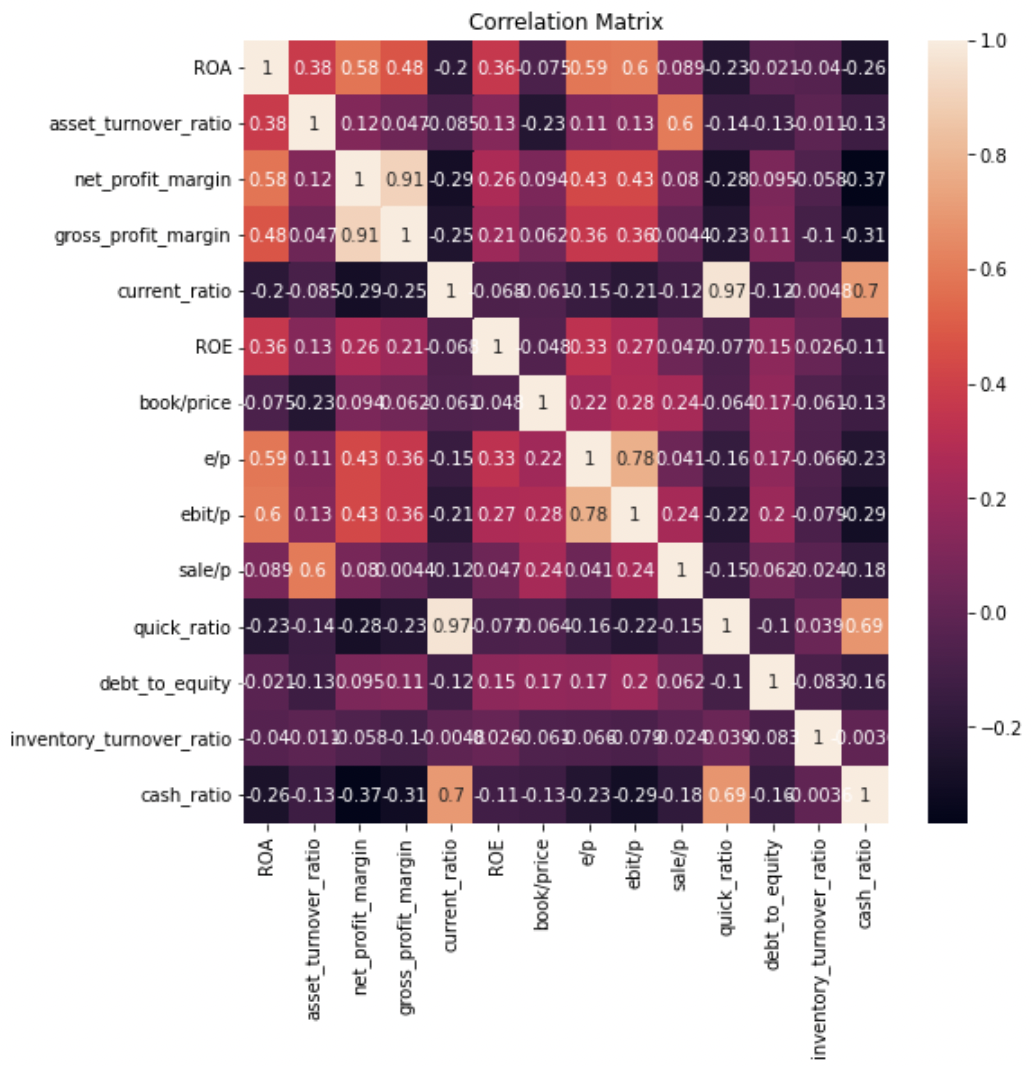 Correlation Matrix
ROA 1 0.38 0.58 0.48 -0.2 0.36 -0.075 0.59 0.6 0.089 -0.23 -0.021 -0.04 -0.26
asset_turnover_ratio 0.38 1 0.12 0.047 -0.085 0.13 -0.23 0.11 0.13 0.6 -0.14 -0.13 -0.011 -0.13
net_profit_margin 0.58 0.12 1 0.91 -0.29 0.26 0.094 0.43 0.43 0.08 -0.28 0.095 -0.058 -0.37
gross_profit_margin 0.48 0.047 0.91 1 -0.25 0.21 0.062 0.36 0.36 0.0044 -0.23 0.11 -0.1 -0.31
current_ratio -0.2 -0.085 -0.29 -0.25 1 -0.068 -0.061 -0.15 -0.21 -0.12 0.97 -0.12 -0.0048 0.7
ROE 0.36 0.13 0.26 0.21 -0.068 1 -0.048 0.33 0.27 0.047 -0.077 0.15 0.026 -0.11
book/price -0.075 -0.23 0.094 0.062 -0.061 -0.048 1 0.22 0.28 0.24 -0.064 0.17 -0.061 -0.13
e/p 0.59 0.11 0.43 0.36 -0.15 0.33 0.22 1 0.78 0.041 -0.16 0.17 -0.066 -0.23
ebit/p 0.6 0.13 0.43 0.36 -0.21 0.27 0.28 0.78 1 0.24 -0.22 0.2 -0.079 -0.29
sale/p 0.089 0.6 0.08 0.0044 -0.12 0.047 0.24 0.041 0.24 1 -0.15 0.062 -0.024 -0.18
quick_ratio -0.23 -0.14 -0.28 -0.23 0.97 -0.077 -0.064 -0.16 -0.22 -0.15 1 -0.1 0.039 0.69
debt_to_equity -0.021 -0.13 0.095 0.11 -0.12 0.15 0.17 0.17 0.2 0.062 -0.1 1 -0.083 -0.16
inventory_turnover_ratio -0.04 -0.011 -0.058 -0.1 -0.0048 0.026 -0.061 -0.066 -0.079 -0.024 0.039 -0.083 1
cash_ratio -0.26 -0.13 -0.37 -0.31 0.7 -0.11 -0.13 -0.23 -0.29 -0.18 0.69 -0.16 1
ROA
asset_turnover_ratio
net_profit_margin
gross_profit_margin
current_ratio
ROE
book/price
e/p
ebit/p
sale/p
quick_ratio
debt_to_equity
inventory_turnover_ratio
cash_ratio
1.0
0.8
0.6
0.4
0.2
0.0
−0.2